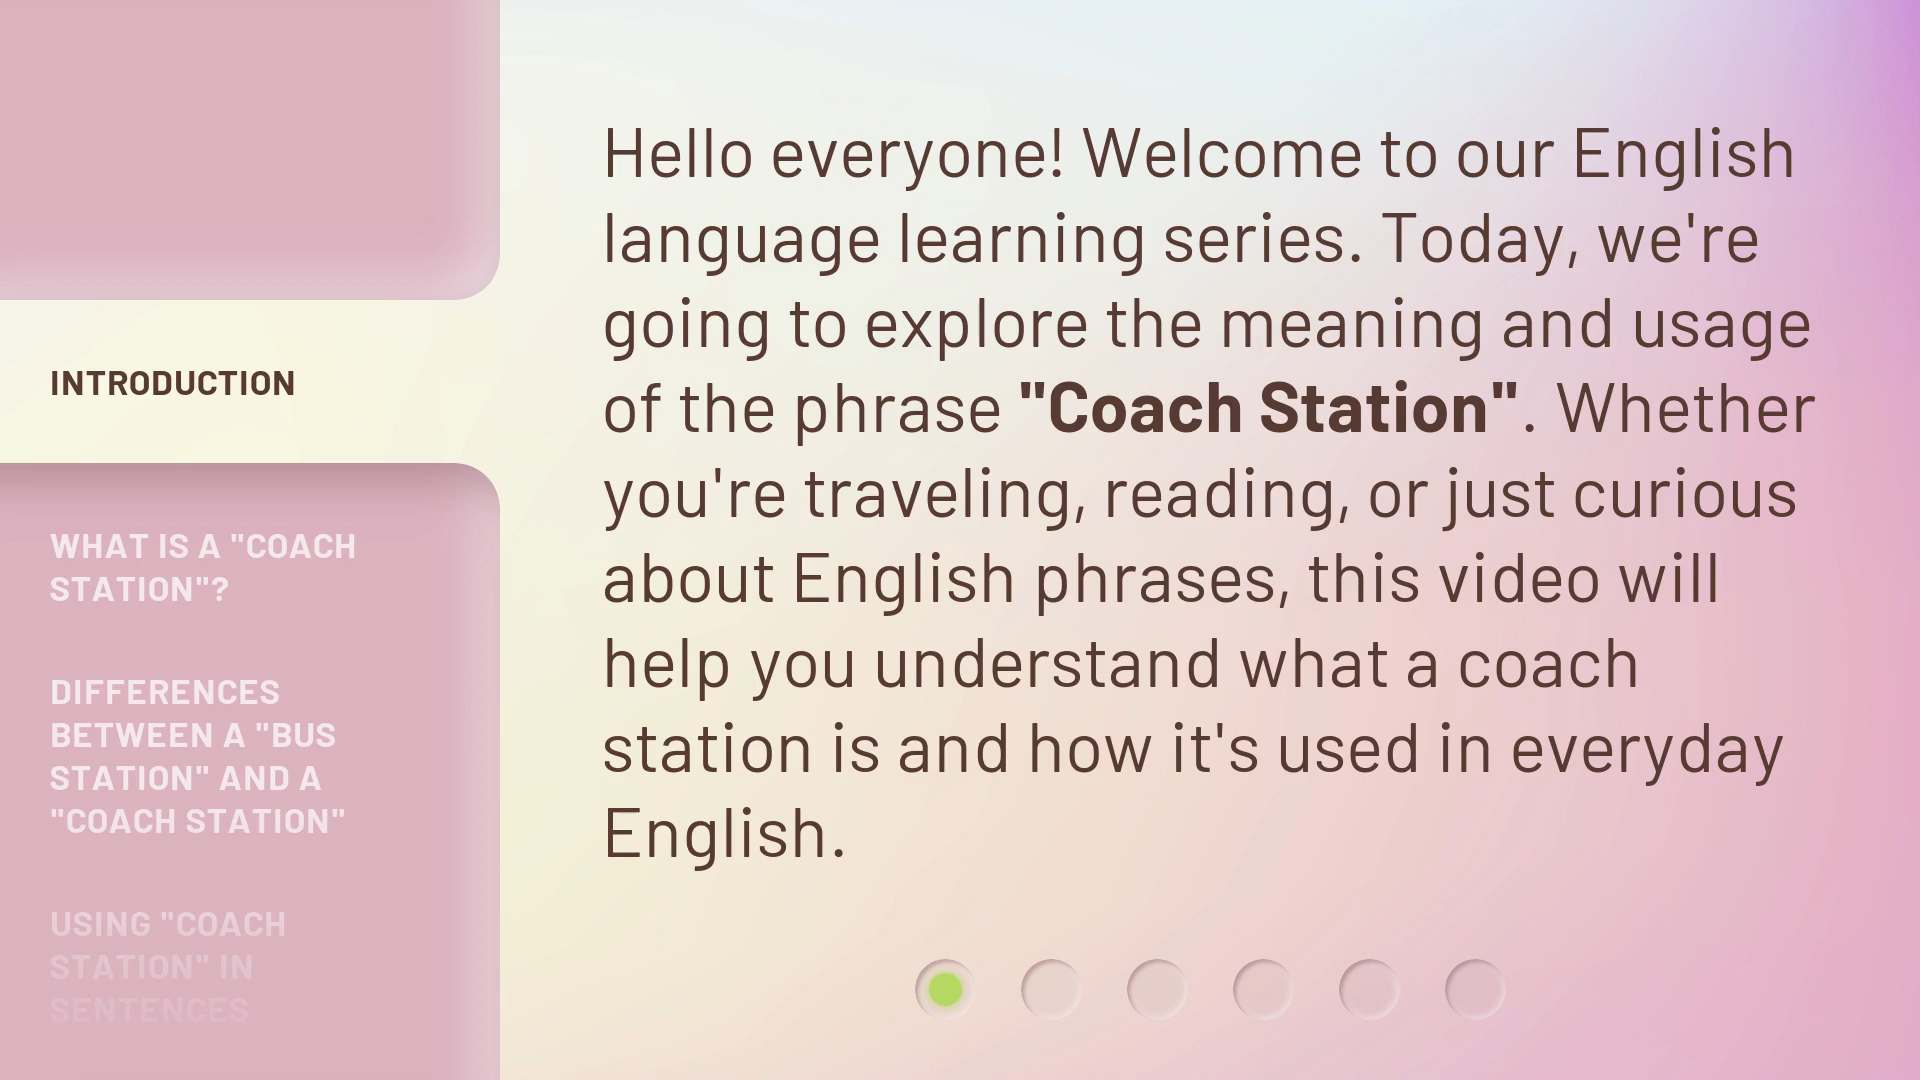 INTRODUCTION
WHAT IS A "COACH
STATION"?
DIFFERENCES
BETWEEN A "BUS
STATION" AND A
"COACH STATION"
USING "COACH
STATION" IN
SENTENCES
Hello everyone! Welcome to our English
language learning series. Today, we're
going to explore the meaning and usage
of the phrase "Coach Station". Whether
you're traveling, reading, or just curious
about English phrases, this video will
help you understand what a coach
station is and how it's used in everyday
English.